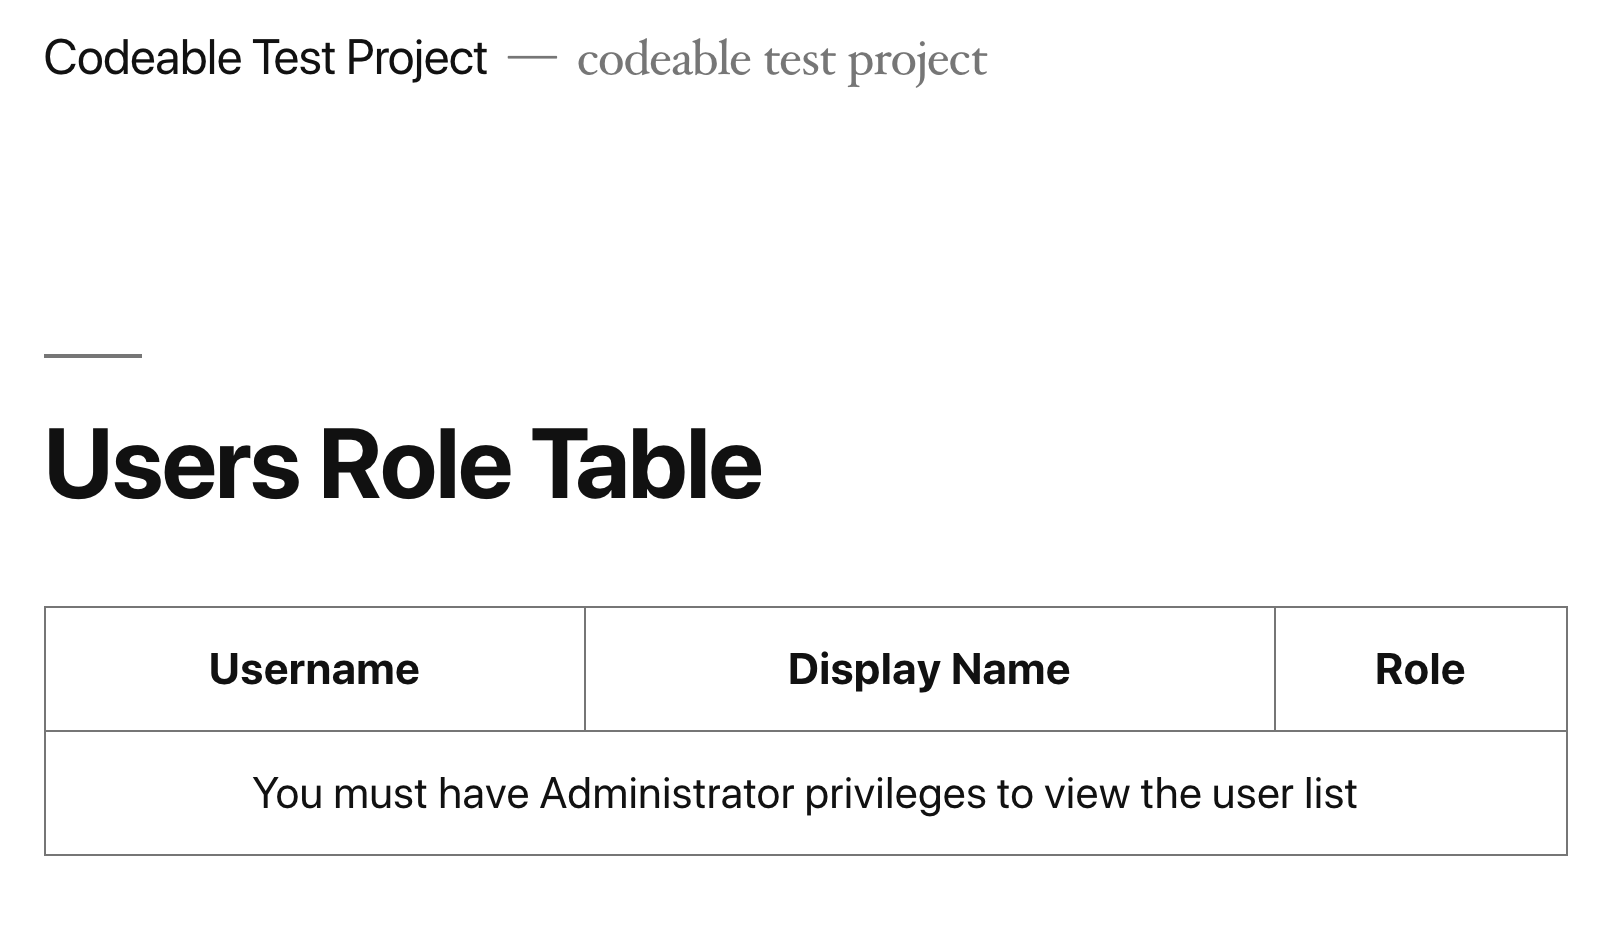 Codeable Test Project — codeable test project
Users Role Table
Username Display Name Role
You must have Administrator privileges to view the user list